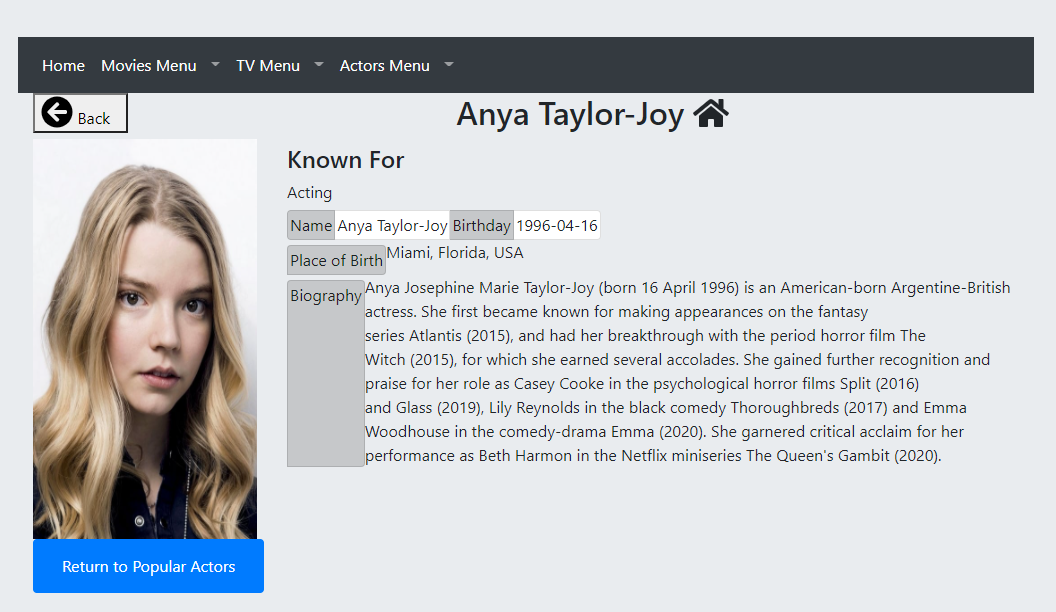 Home Movies Menu TV Menu Actors Menu
Back
Anya Taylor-Joy
Known For
Acting
Name Anya Taylor-Joy Birthday 1996-04-16
Place of Birth Miami, Florida, USA
Biography Anya Josephine Marie Taylor-Joy (born 16 April 1996) is an American-born Argentine-British
actress. She first became known for making appearances on the fantasy
series Atlantis (2015), and had her breakthrough with the period horror film The
Witch (2015), for which she earned several accolades. She gained further recognition and
praise for her role as Casey Cooke in the psychological horror films Split (2016)
and Glass (2019), Lily Reynolds in the black comedy Thoroughbreds (2017) and Emma
Woodhouse in the comedy-drama Emma (2020). She garnered critical acclaim for her
performance as Beth Harmon in the Netflix miniseries The Queen's Gambit (2020).
Return to Popular Actors